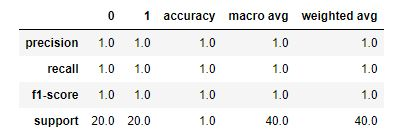 0 1 accuracy macro avg weighted avg
precision 1.0 1.0 1.0 1.0 1.0
recall 1.0 1.0 1.0 1.0 1.0
f1-score 1.0 1.0 1.0 1.0 1.0
support 20.0 20.0 1.0 40.0 40.0